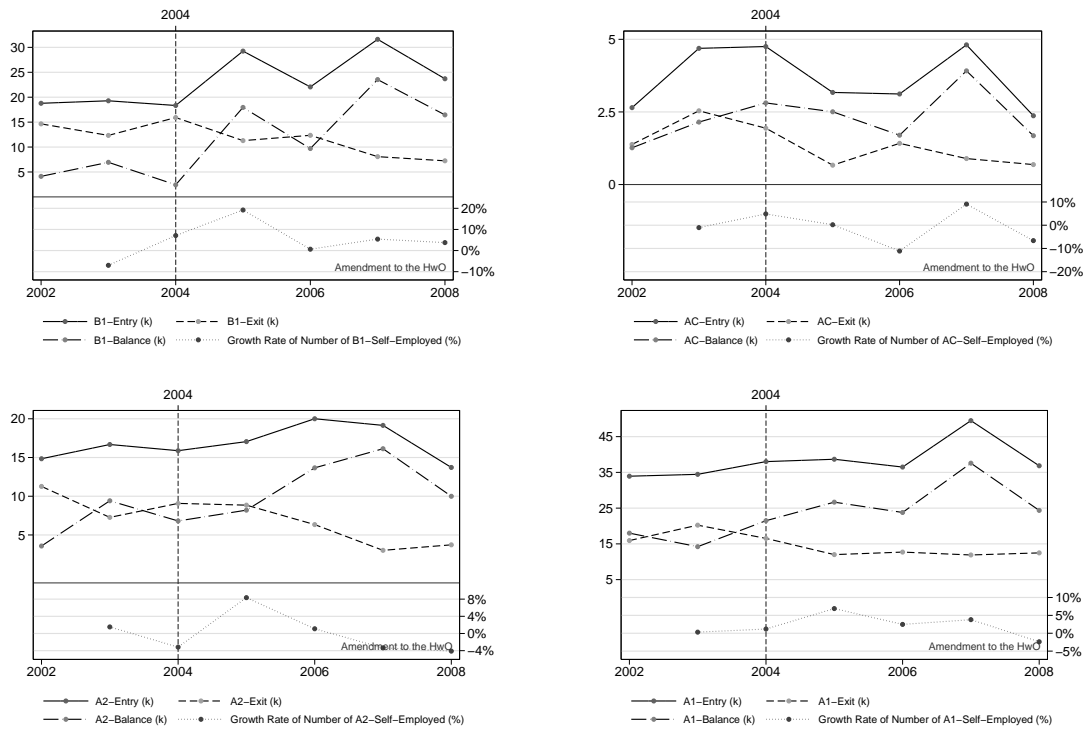 2004
30
25
20
15
10
5
20%
10%
0%
−10%
Amendment to the HwO
2002 2004 2006 2008
B1−Entry (k) B1−Exit (k)
B1−Balance (k) Growth Rate of Number of B1−Self−Employed (%)
2004
5
2.5
0
10%
0%
−10%
−20%
Amendment to the HwO
2002 2004 2006 2008
AC−Entry (k) AC−Exit (k)
AC−Balance (k) Growth Rate of Number of AC−Self−Employed (%)
2004
20
15
10
5
8%
4%
0%
−4%
Amendment to the HwO
2002 2004 2006 2008
A2−Entry (k) A2−Exit (k)
A2−Balance (k) Growth Rate of Number of A2−Self−Employed (%)
2004
45
35
25
15
5
10%
5%
0%
−5%
Amendment to the HwO
2002 2004 2006 2008
A1−Entry (k) A1−Exit (k)
A1−Balance (k) Growth Rate of Number of A1−Self−Employed (%)